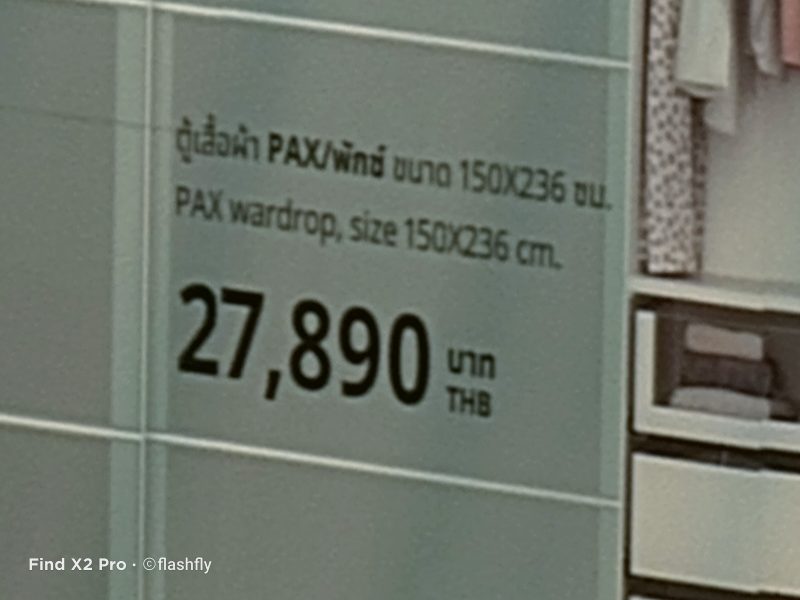 ตู้เสื้อผ้า PAX/พักซ์ ขนาด 150X236 ซม.
PAX wardrop, size 150X236 cm.
27,890 บาท
THB
Find X2 Pro · ©flashfly